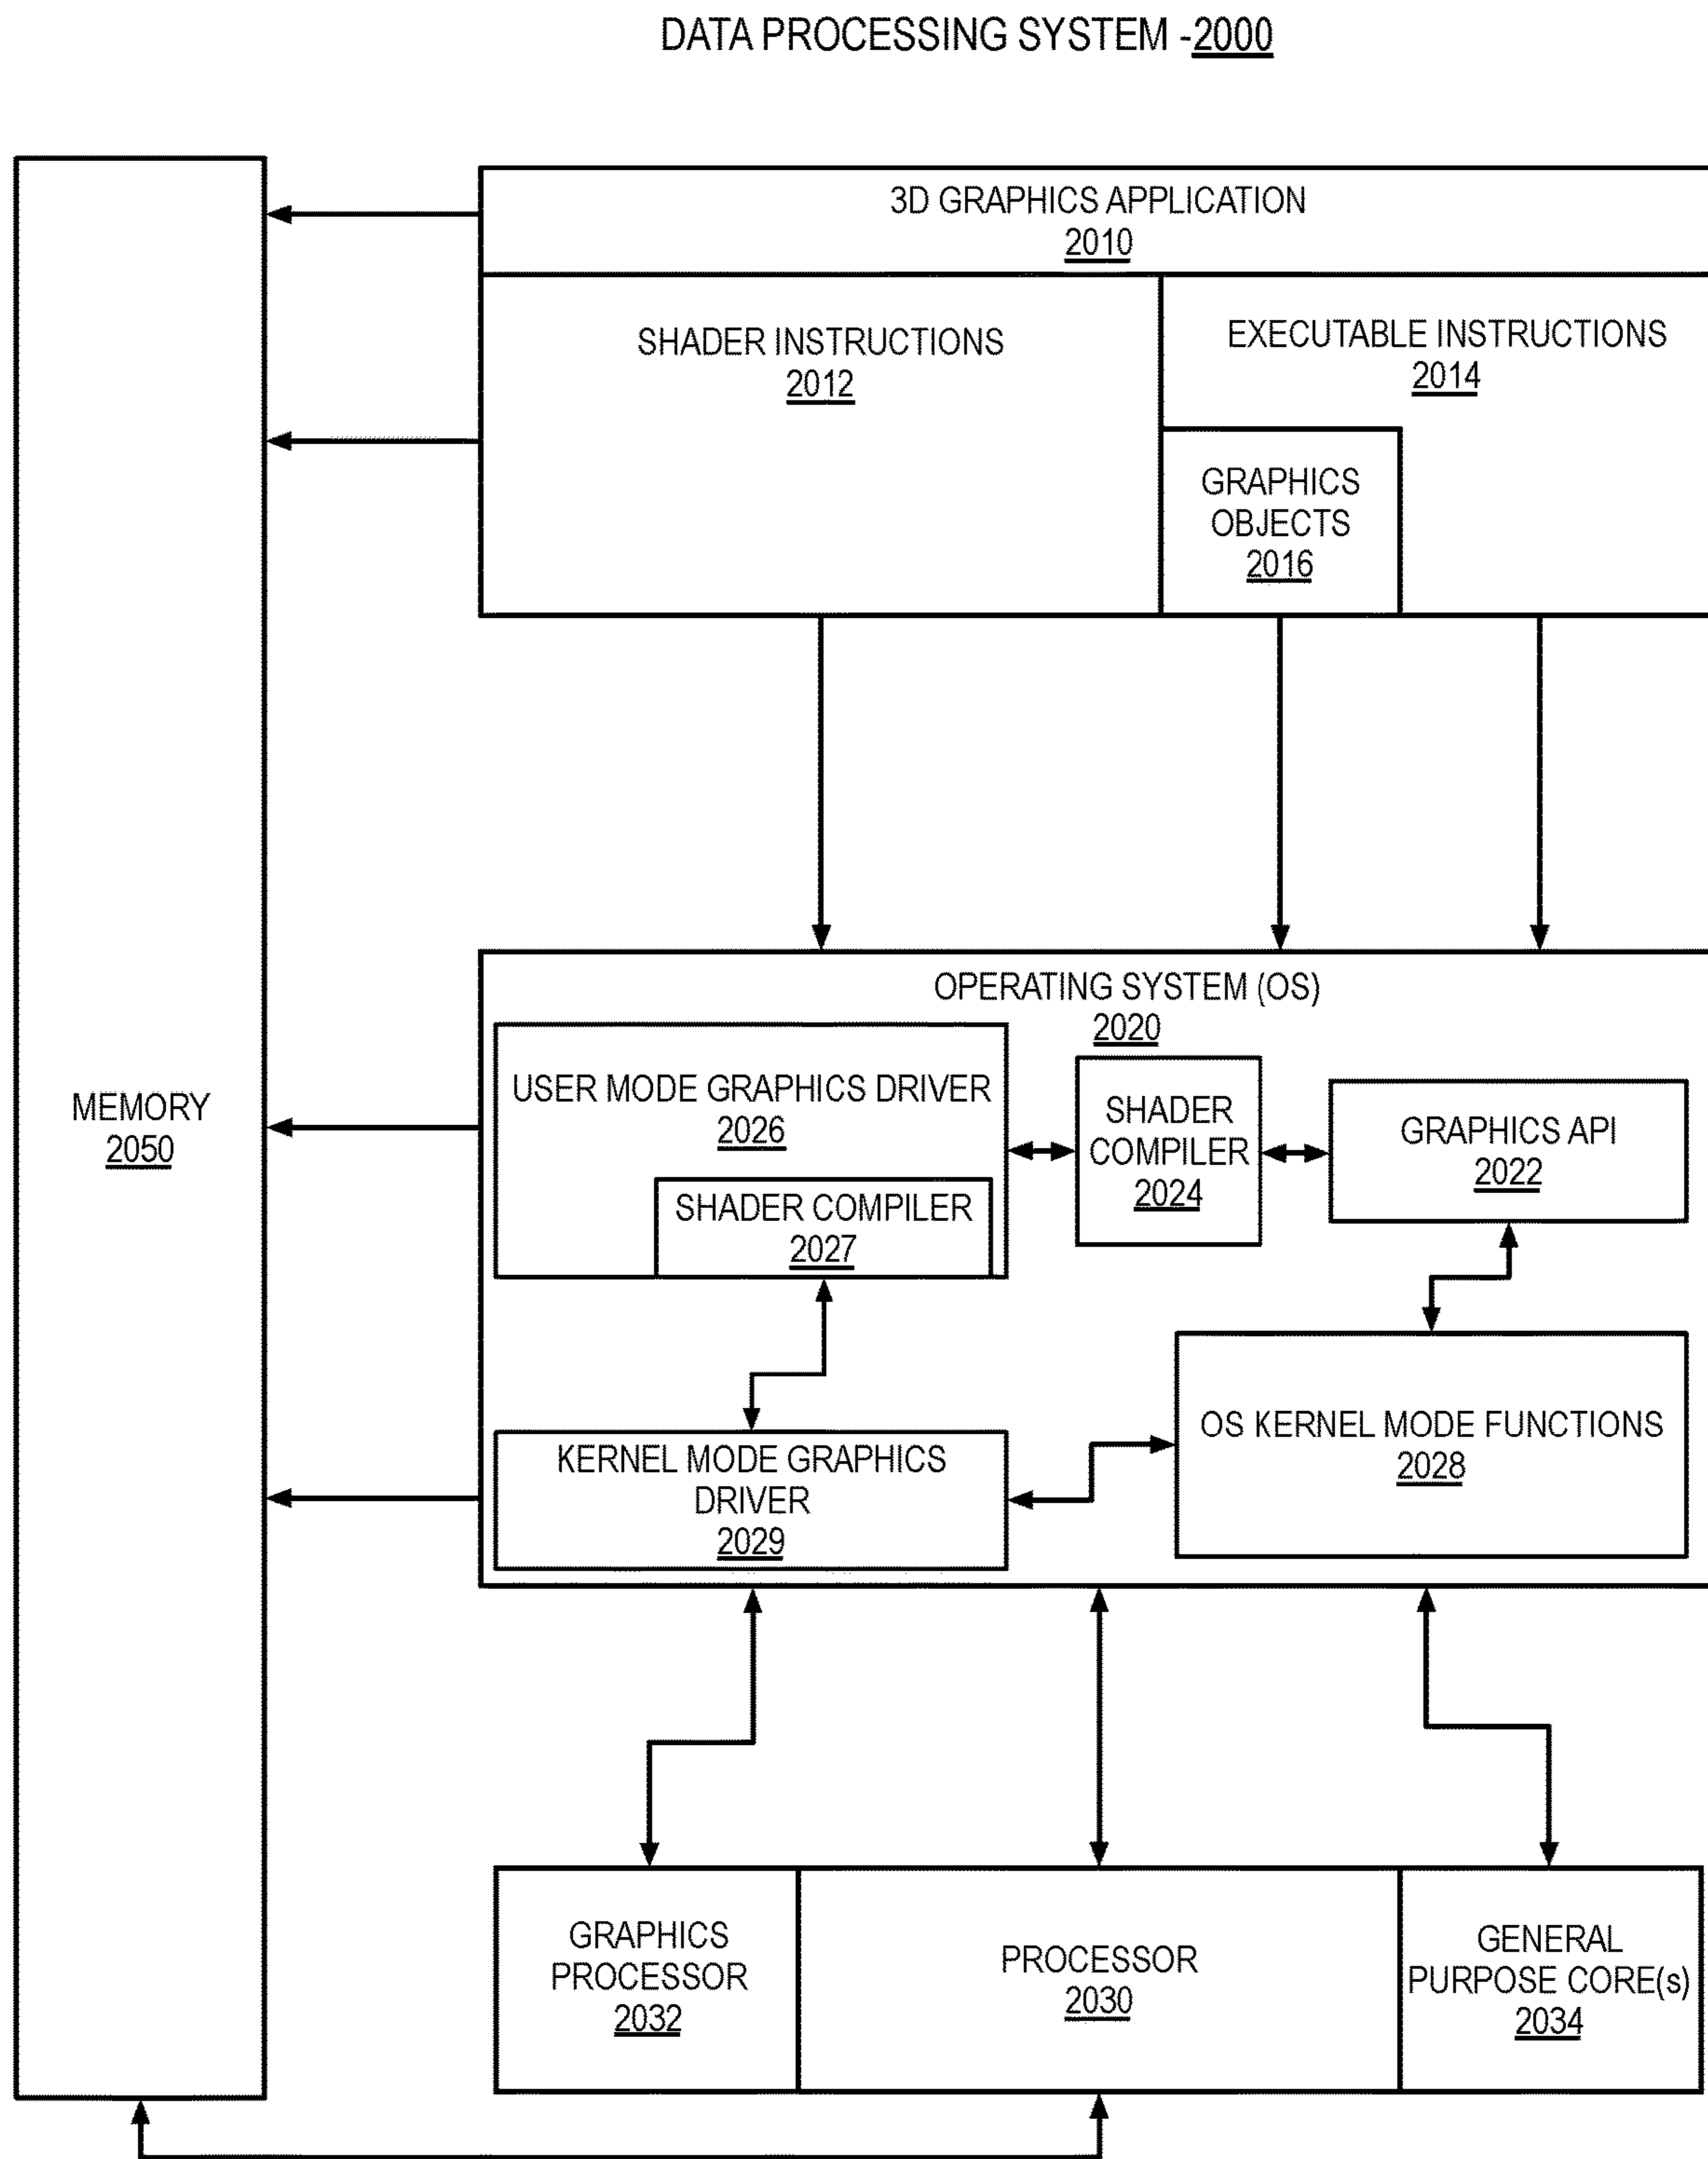 DATA PROCESSING SYSTEM -2000
3D GRAPHICS APPLICATION
2010
SHADER INSTRUCTIONS
2012
EXECUTABLE INSTRUCTIONS
2014
GRAPHICS
OBJECTS
2016
OPERATING SYSTEM (OS)
2020
USER MODE GRAPHICS DRIVER
2026
SHADER COMPILER
2027
SHADER
COMPILER
2024
GRAPHICS API
2022
MEMORY
2050
KERNEL MODE GRAPHICS
DRIVER
2029
OS KERNEL MODE FUNCTIONS
2028
GRAPHICS
PROCESSOR
2032
PROCESSOR
2030
GENERAL
PURPOSE CORE(s)
2034